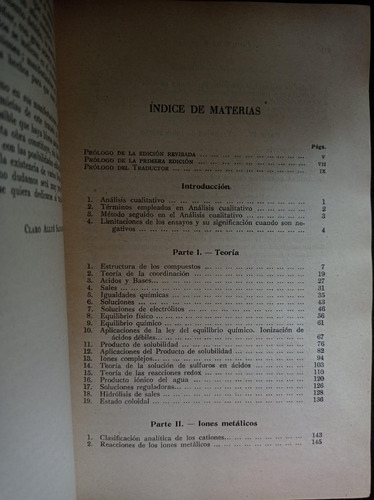 ÍNDICE DE MATERIAS
Págs.
PRÓLOGO DE LA EDICIÓN REVISADA ... V
PRÓLOGO DE LA PRIMERA EDICIÓN ... VII
PRÓLOGO DEL TRADUCTOR ... IX
Introducción
1. Análisis cualitativo ... 1
2. Términos empleados en Análisis cualitativo ... 2
3. Método seguido en el Análisis cualitativo ... 3
4. Limitaciones de los ensayos y su significación cuando son ne-
gativos ... 4
Parte I. — Teoría
1. Estructura de los compuestos ... 7
2. Teoría de la coordinación ... 19
3. Acidos y Bases ... 27
4. Sales ... 31
5. Igualdades químicas ... 35
6. Soluciones ... 43
7. Soluciones de electrólitos ... 46
8. Equilibrio físico ... 56
9. Equilibrio químico ... 61
10. Aplicaciones de la ley del equilibrio químico. Ionización de
ácidos débiles ... 67
11. Producto de solubilidad ... 76
12. Aplicaciones del Producto de solubilidad ... 82
13. Iones complejos ... 94
14. Teoría de la solución de sulfuros en ácidos ... 103
15. Teoría de las reacciones redox ... 110
16. Producto iónico del agua ... 120
17. Soluciones reguladoras ... 126
18. Hidrólisis de sales ... 128
19. Estado coloidal ... 136
Parte II. — Iones metálicos
1. Clasificación analítica de los cationes ... 143
2. Reacciones de los iones metálicos ... 145